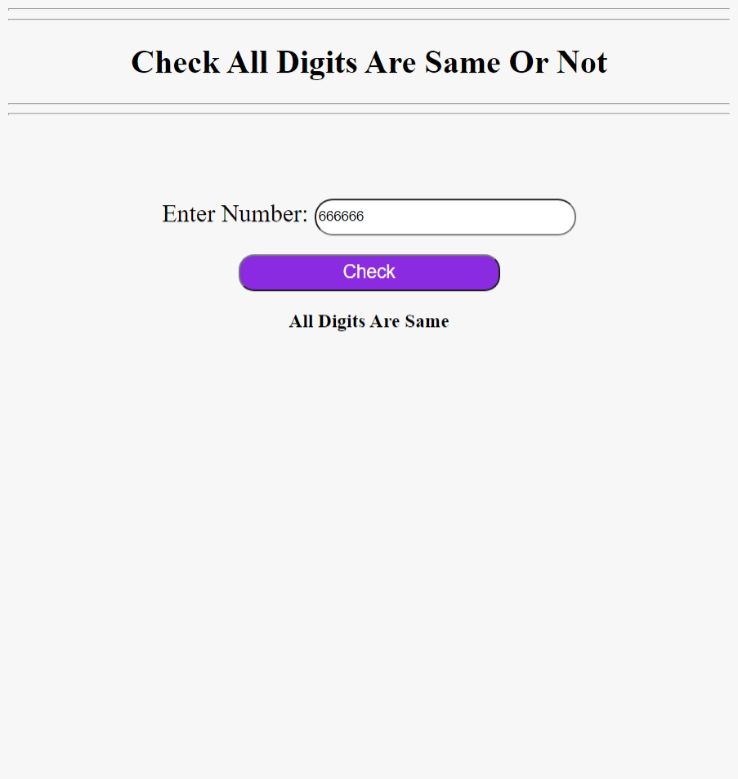 Check All Digits Are Same Or Not
Enter Number: 666666
Check
All Digits Are Same